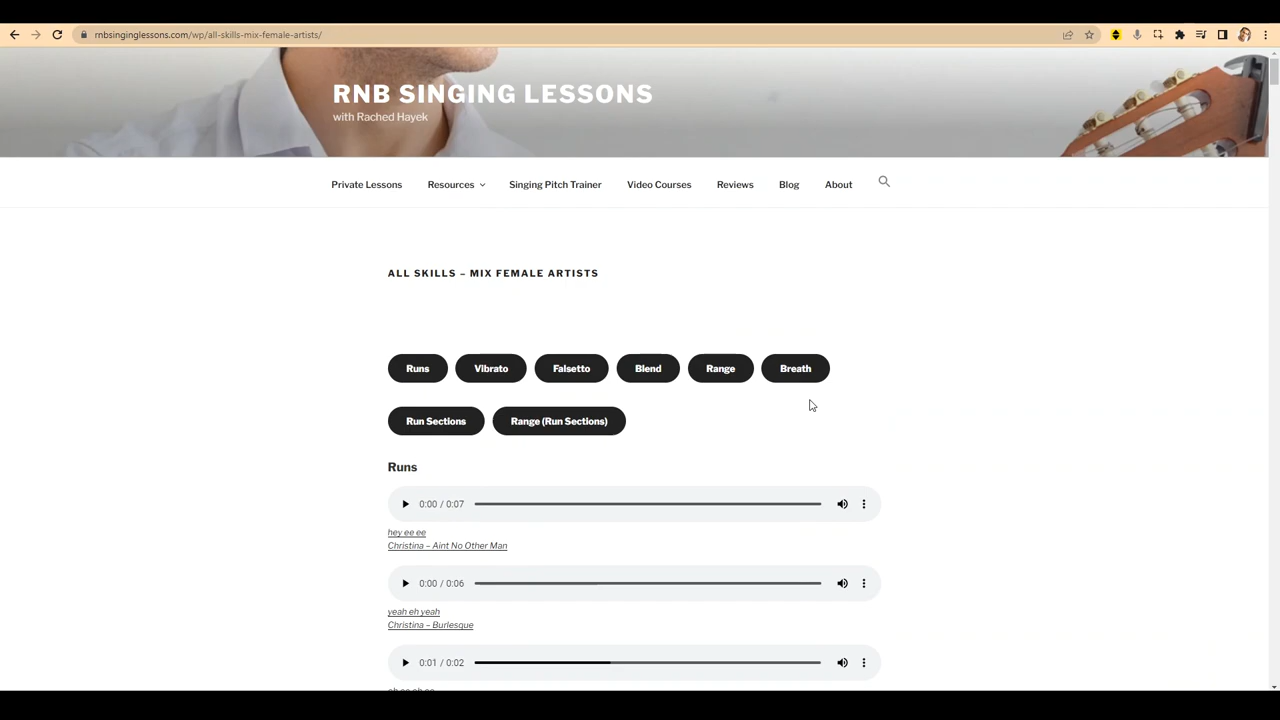 rnbsinginglessons.com/wp/all-skills-mix-female-artists/
RNB SINGING LESSONS
with Rached Hayek
Private Lessons Resources Singing Pitch Trainer Video Courses Reviews Blog About
ALL SKILLS – MIX FEMALE ARTISTS
Runs Vibrato Falsetto Blend Range Breath
Run Sections Range (Run Sections)
Runs
0:00 / 0:07
hey ee ee
Christina – Aint No Other Man
0:00 / 0:06
yeah eh yeah
Christina – Burlesque
0:01 / 0:02